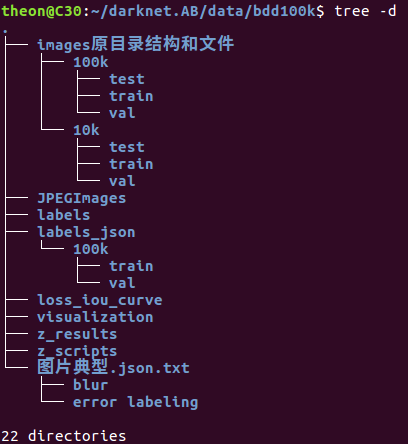 theon@C30:~/darknet.AB/data/bdd100k$ tree -d
.
├── images原目录结构和文件
│   ├── 100k
│   │   ├── test
│   │   ├── train
│   │   └── val
│   └── 10k
│       ├── test
│       ├── train
│       └── val
├── JPEGImages
├── labels
├── labels_json
│   └── 100k
│       ├── train
│       └── val
├── loss_iou_curve
├── visualization
├── z_results
├── z_scripts
└── 图片典型.json.txt
    ├── blur
    └── error labeling
22 directories